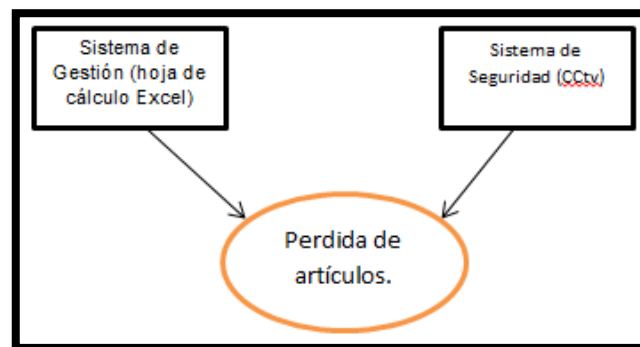 Sistema de
Gestión (hoja de
cálculo Excel)
Sistema de
Seguridad (CCtv)
Perdida de
artículos.